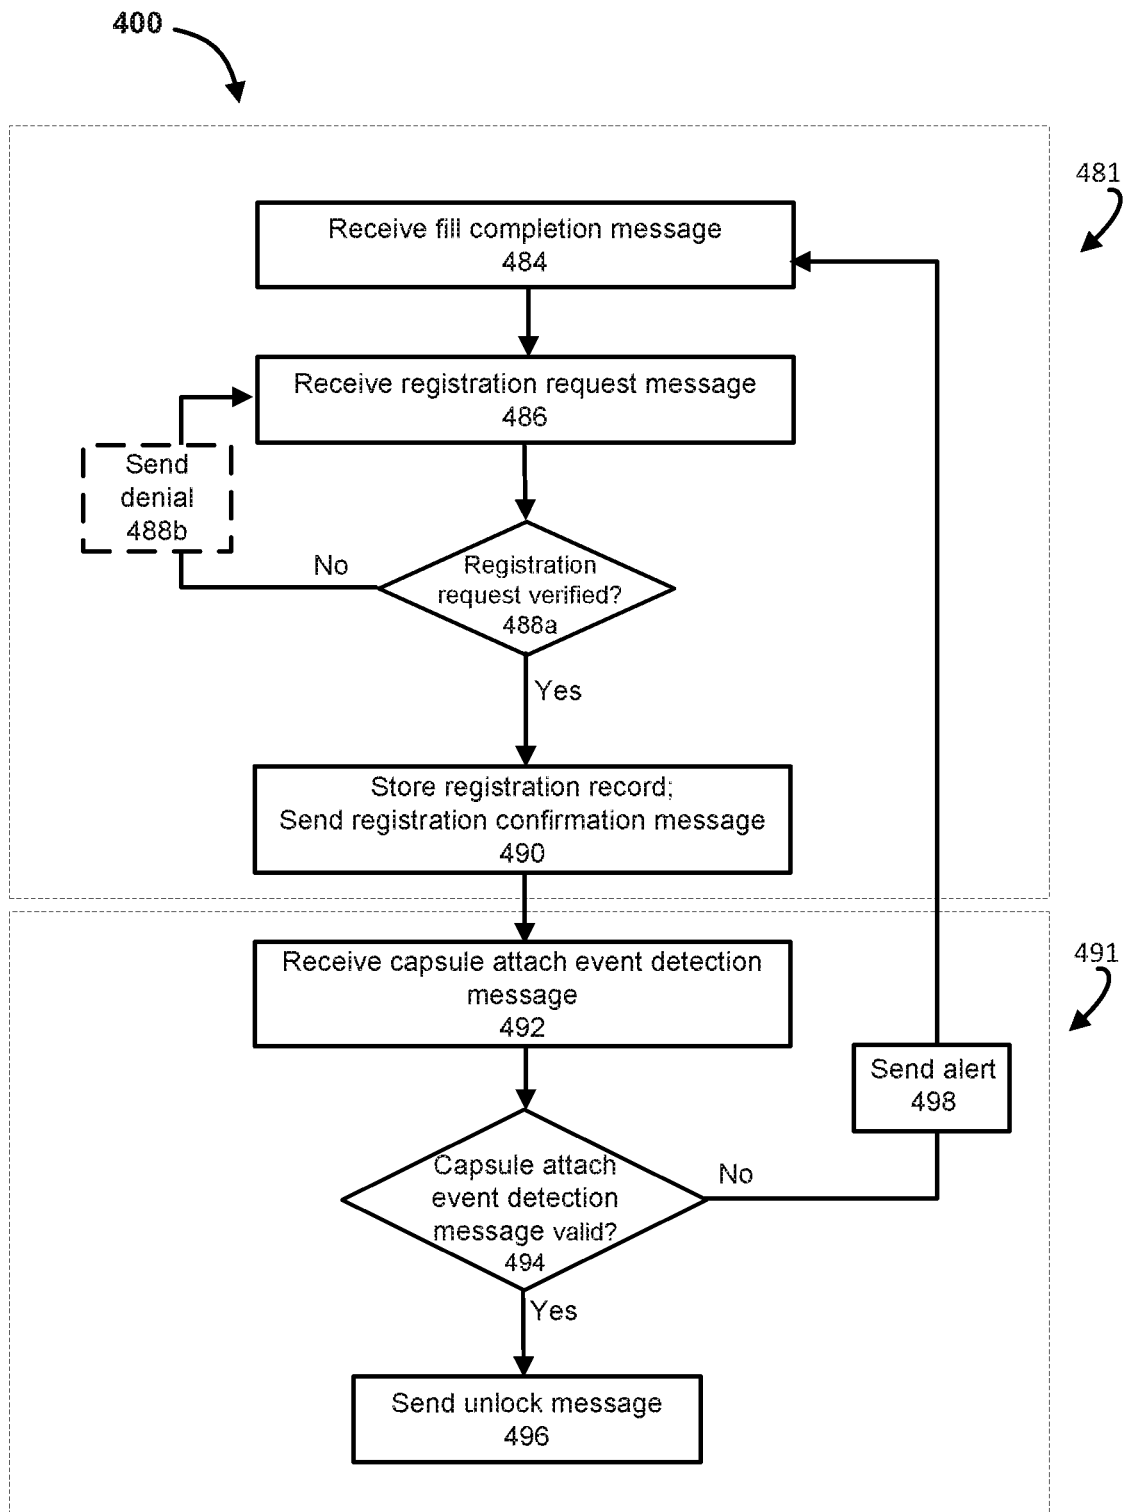 400
481
Receive fill completion message
484
Receive registration request message
486
Send
denial
488b
No
Registration
request verified?
488a
Yes
Store registration record;
Send registration confirmation message
490
491
Receive capsule attach event detection
message
492
Send alert
498
Capsule attach
event detection
message valid?
494
No
Yes
Send unlock message
496